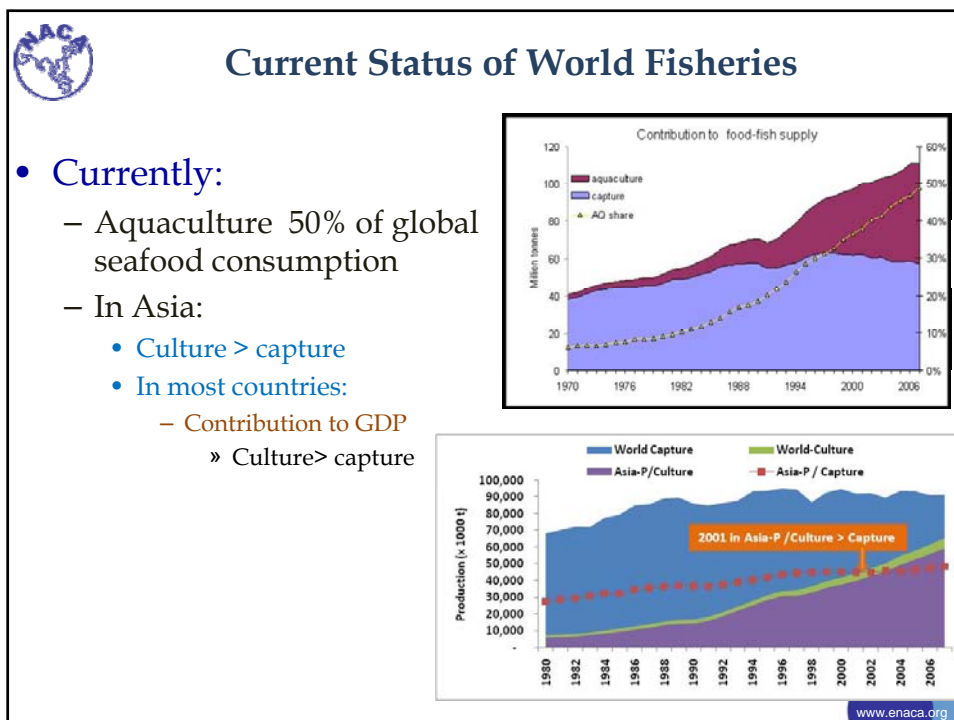 NACA
Current Status of World Fisheries
• Currently:
– Aquaculture 50% of global
seafood consumption
– In Asia:
• Culture > capture
• In most countries:
– Contribution to GDP
» Culture> capture
Contribution to food-fish supply
aquaculture
capture
AQ share
Million tonnes
120
100
80
60
40
20
0
60%
50%
40%
30%
20%
10%
0%
1970 1976 1982 1988 1994 2000 2006
World Capture World-Culture
Asia-P/Culture Asia-P / Capture
Production (x 1000 t)
100,000
90,000
80,000
70,000
60,000
50,000
40,000
30,000
20,000
10,000
-
2001 in Asia-P /Culture > Capture
1980 1982 1984 1986 1988 1990 1992 1994 1996 1998 2000 2002 2004 2006
www.enaca.org